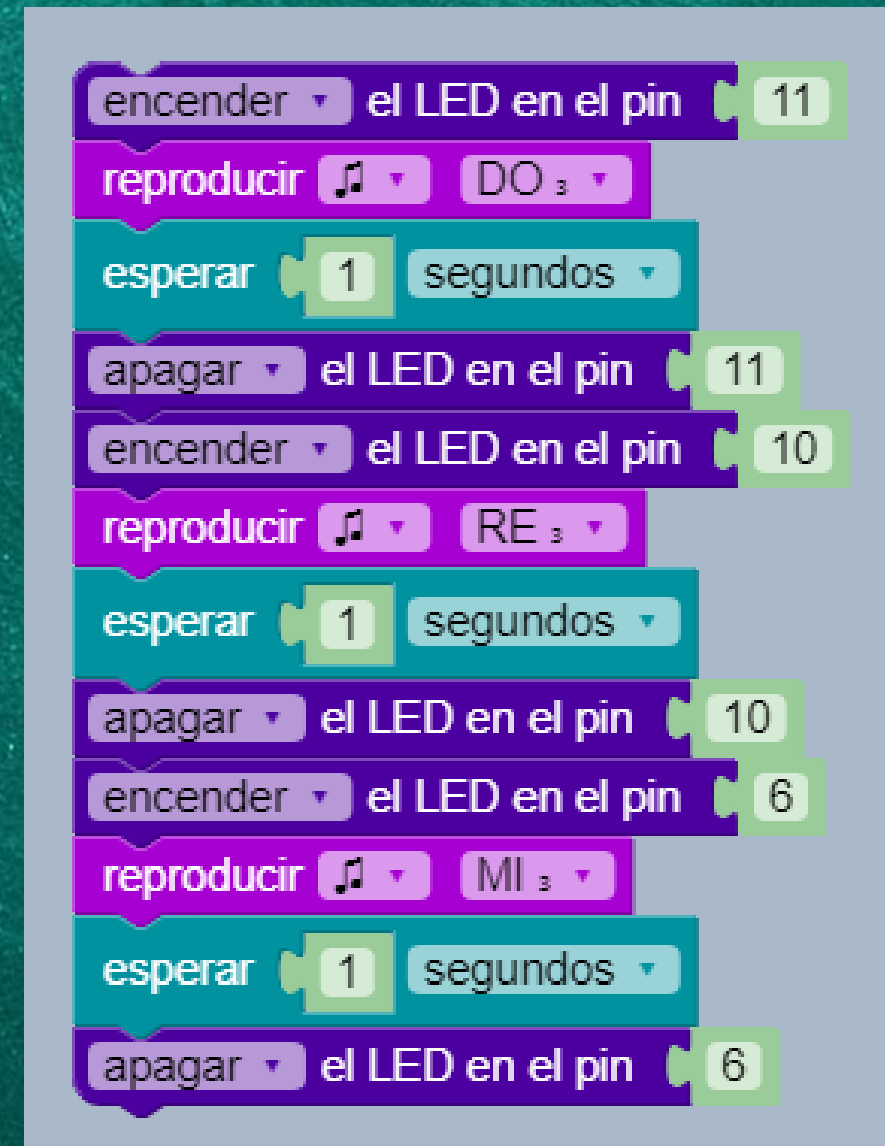 encender el LED en el pin 11
reproducir DO 3
esperar 1 segundos
apagar el LED en el pin 11
encender el LED en el pin 10
reproducir RE 3
esperar 1 segundos
apagar el LED en el pin 10
encender el LED en el pin 6
reproducir MI 3
esperar 1 segundos
apagar el LED en el pin 6